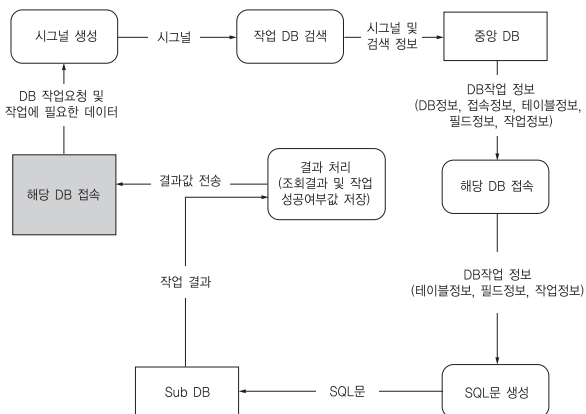 시그널 생성
시그널
작업 DB 검색
시그널 및
검색 정보
중앙 DB
DB 작업요청 및
작업에 필요한 데이터
DB작업 정보
(DB정보, 접속정보, 테이블정보,
필드정보, 작업정보)
해당 DB 접속
결과값 전송
결과 처리
(조회결과 및 작업
성공여부값 저장)
해당 DB 접속
작업 결과
DB작업 정보
(테이블정보, 필드정보, 작업정보)
Sub DB
SQL문
SQL문 생성